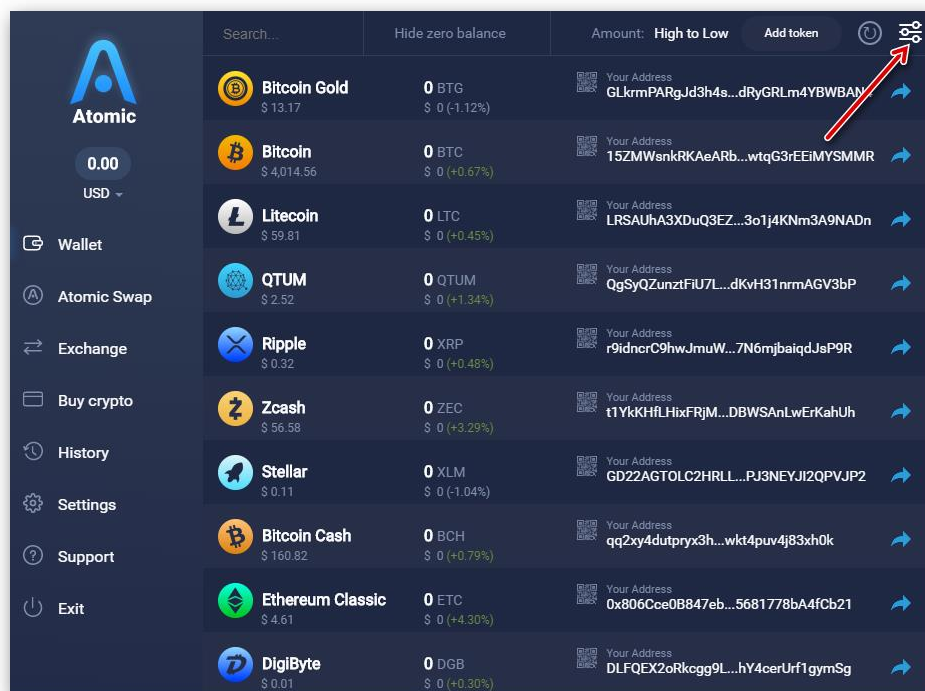 Search...
Hide zero balance
Amount: High to Low
Add token
Atomic
0.00
USD
Wallet
Atomic Swap
Exchange
Buy crypto
History
Settings
Support
Exit
Bitcoin Gold 0 BTG Your Address
$ 13.17 $ 0 (-1.12%) GLkrmPARgJd3h4s...dRyGRLm4YBWBAN
Bitcoin 0 BTC Your Address
$ 4,014.56 $ 0 (+0.67%) 15ZMWsnkRKAeARb...wtqG3rEEiMYSMMR
Litecoin 0 LTC Your Address
$ 59.81 $ 0 (+0.45%) LRSAUhA3XDuQ3EZ...3o1j4KNm3A9NADn
QTUM 0 QTUM Your Address
$ 2.52 $ 0 (+1.34%) QgSyQZunztFiU7L...dKvH31nrmAGV3bP
Ripple 0 XRP Your Address
$ 0.32 $ 0 (+0.48%) r9idncrC9hwJmuW...7N6mjbaiqdJsP9R
Zcash 0 ZEC Your Address
$ 56.58 $ 0 (+3.29%) t1YkKHfLHixFRjM...DBWSAnLwErKahUh
Stellar 0 XLM Your Address
$ 0.11 $ 0 (-1.04%) GD22AGTOLC2HRLL...PJ3NEYJI2QPVJP2
Bitcoin Cash 0 BCH Your Address
$ 160.82 $ 0 (+0.79%) qq2xy4dutpryx3h...wkt4puv4j83xh0k
Ethereum Classic 0 ETC Your Address
$ 4.61 $ 0 (+4.30%) 0x806Cce0B847eb...5681778bA4fCb21
DigiByte 0 DGB Your Address
$ 0.01 $ 0 (+0.30%) DLFQEX2oRkcgg9L...hY4cerUrf1gymSg